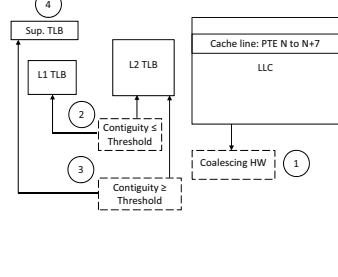 4
Sup. TLB
L1 TLB
L2 TLB
Cache line: PTE N to N+7
LLC
2
Contiguity ≤
Threshold
Coalescing HW
1
3
Contiguity ≥
Threshold